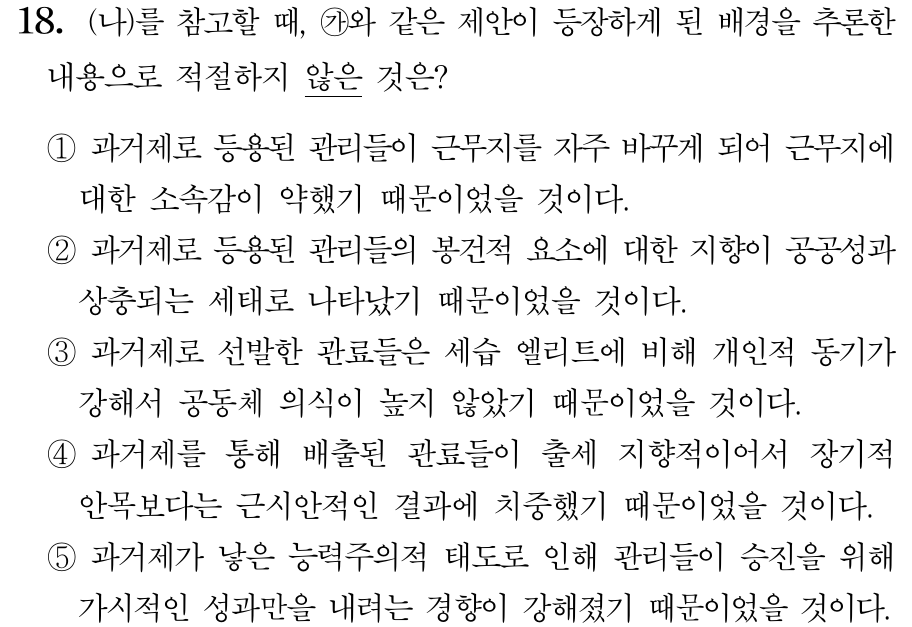 18. (나)를 참고할 때, ㉮와 같은 제안이 등장하게 된 배경을 추론한
내용으로 적절하지 않은 것은?
① 과거제로 등용된 관리들이 근무지를 자주 바꾸게 되어 근무지에
대한 소속감이 약했기 때문이었을 것이다.
② 과거제로 등용된 관리들의 봉건적 요소에 대한 지향이 공공성과
상충되는 세태로 나타났기 때문이었을 것이다.
③ 과거제로 선발한 관료들은 세습 엘리트에 비해 개인적 동기가
강해서 공동체 의식이 높지 않았기 때문이었을 것이다.
④ 과거제를 통해 배출된 관료들이 출세 지향적이어서 장기적
안목보다는 근시안적인 결과에 치중했기 때문이었을 것이다.
⑤ 과거제가 낳은 능력주의적 태도로 인해 관리들이 승진을 위해
가시적인 성과만을 내려는 경향이 강해졌기 때문이었을 것이다.